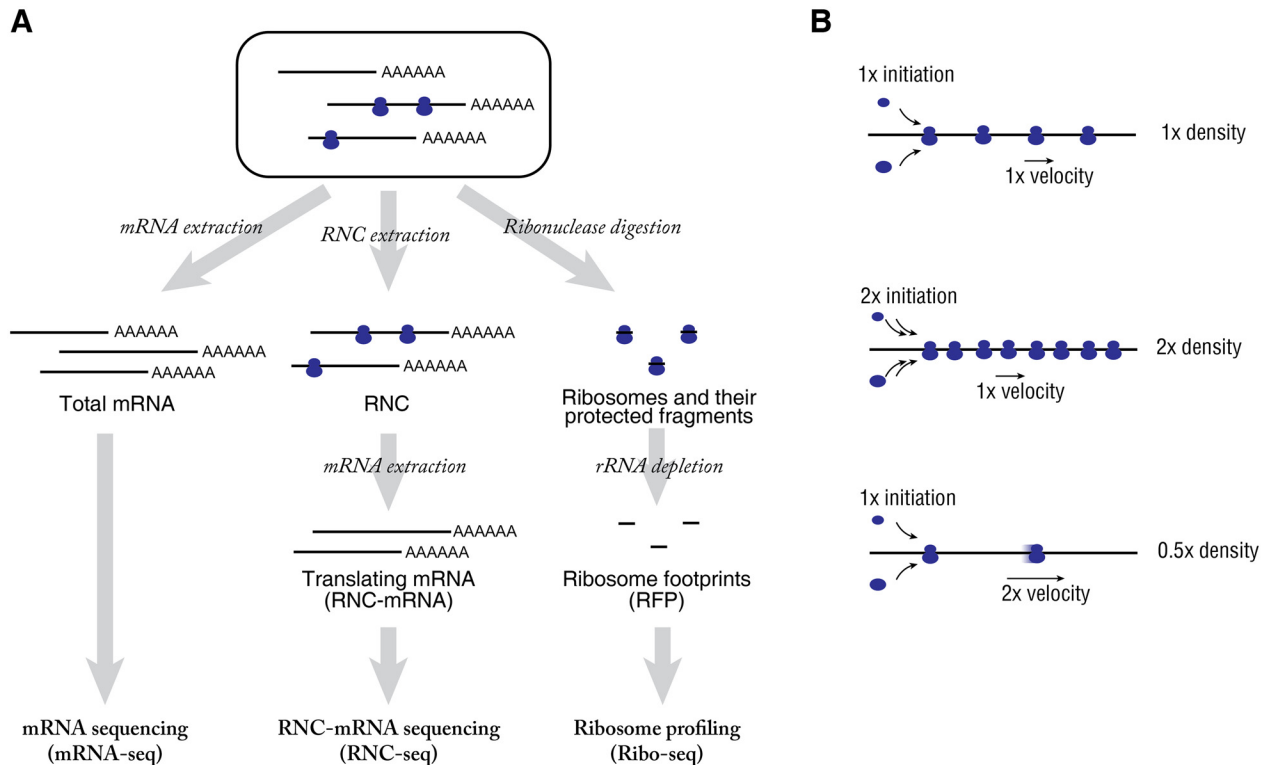 A
AAAAAA
AAAAAA
AAAAAA
mRNA extraction
RNC extraction
Ribonuclease digestion
AAAAAA
AAAAAA
AAAAAA
Total mRNA
AAAAAA
AAAAAA
RNC
Ribosomes and their
protected fragments
mRNA extraction
rRNA depletion
AAAAAA
AAAAAA
Translating mRNA
(RNC-mRNA)
Ribosome footprints
(RFP)
mRNA sequencing
(mRNA-seq)
RNC-mRNA sequencing
(RNC-seq)
Ribosome profiling
(Ribo-seq)
B
1x initiation
1x density
1x velocity
2x initiation
2x density
1x velocity
1x initiation
0.5x density
2x velocity